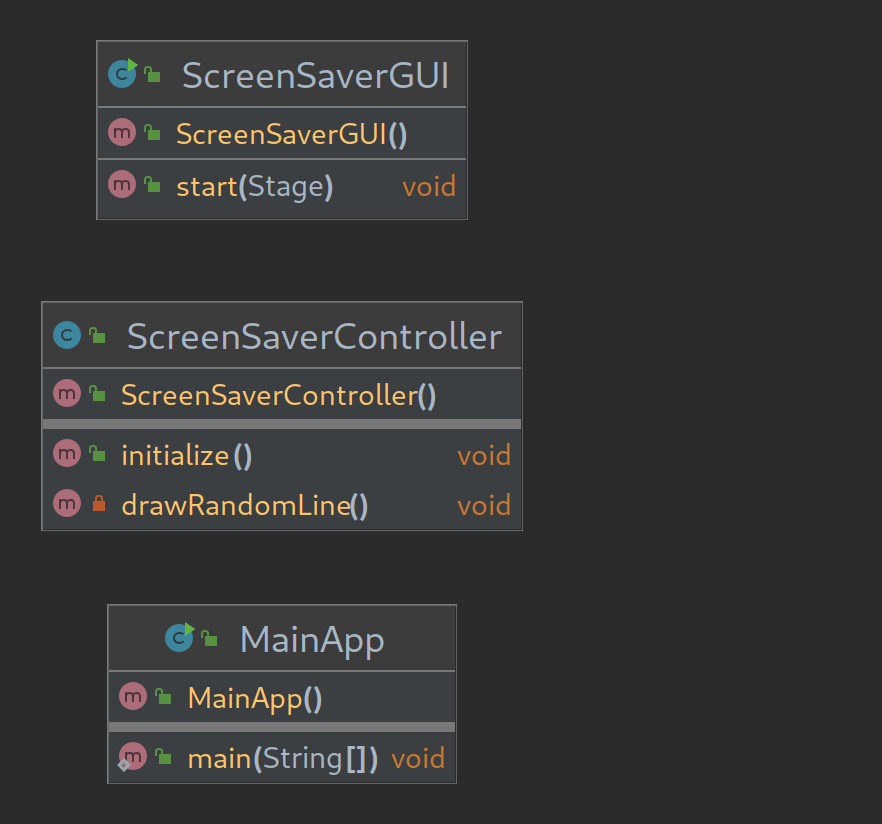 ScreenSaverGUI
ScreenSaverGUI()
start(Stage) void
ScreenSaverController
ScreenSaverController()
initialize() void
drawRandomLine() void
MainApp
MainApp()
main(String[]) void